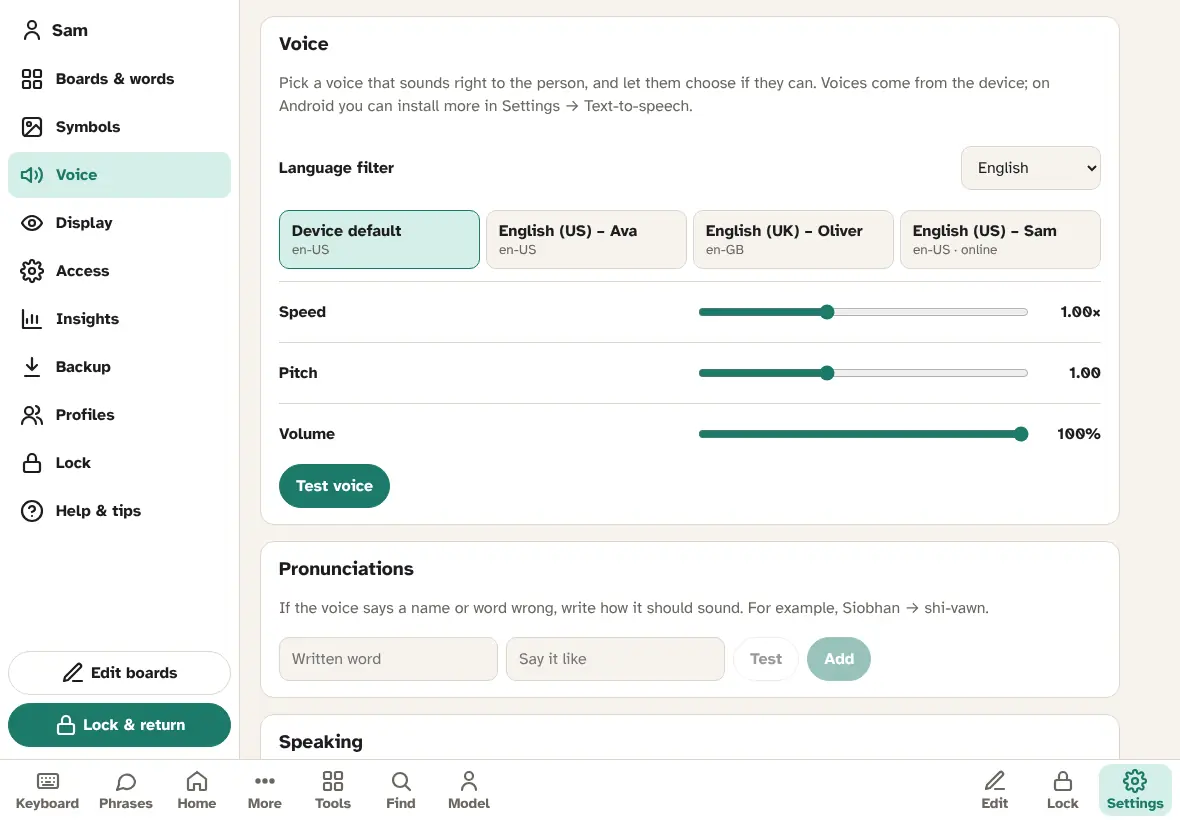 Sam
Boards & words
Symbols
Voice
Display
Access
Insights
Backup
Profiles
Lock
Help & tips
Edit boards
Lock & return
Voice
Pick a voice that sounds right to the person, and let them choose if they can. Voices come from the device; on
Android you can install more in Settings → Text-to-speech.
Language filter
English
Device default
en-US
English (US) – Ava
en-US
English (UK) – Oliver
en-GB
English (US) – Sam
en-US · online
Speed
1.00×
Pitch
1.00
Volume
100%
Test voice
Pronunciations
If the voice says a name or word wrong, write how it should sound. For example, Siobhan → shi-vawn.
Written word
Say it like
Test
Add
Speaking
Keyboard
Phrases
Home
More
Tools
Find
Model
Edit
Lock
Settings